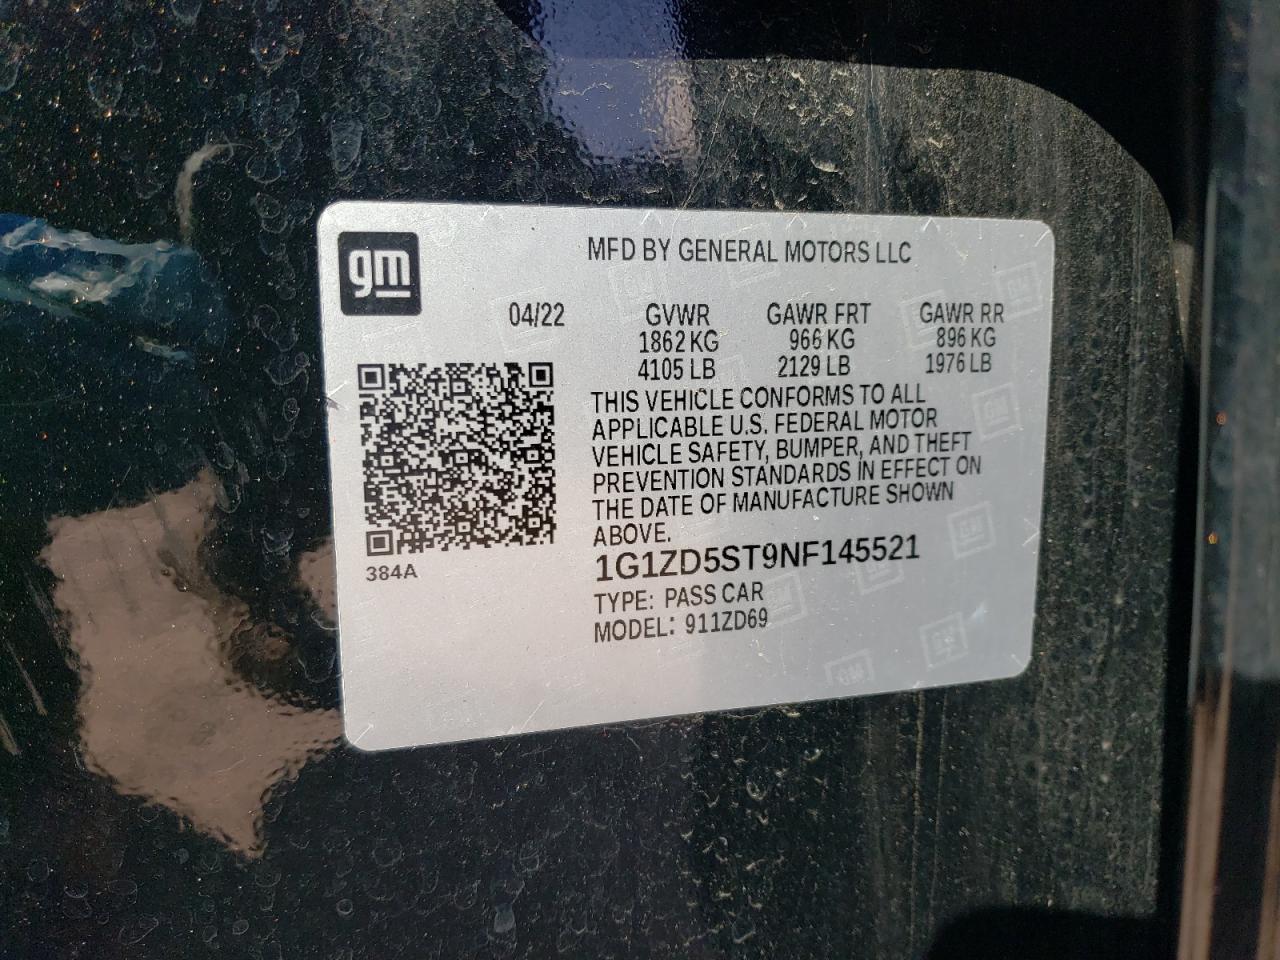 gm
MFD BY GENERAL MOTORS LLC
04/22 GVWR GAWR FRT GAWR RR
1862 KG 966 KG 896 KG
4105 LB 2129 LB 1976 LB
THIS VEHICLE CONFORMS TO ALL
APPLICABLE U.S. FEDERAL MOTOR
VEHICLE SAFETY, BUMPER, AND THEFT
PREVENTION STANDARDS IN EFFECT ON
THE DATE OF MANUFACTURE SHOWN
ABOVE.
384A
1G1ZD5ST9NF145521
TYPE: PASS CAR
MODEL: 911ZD69